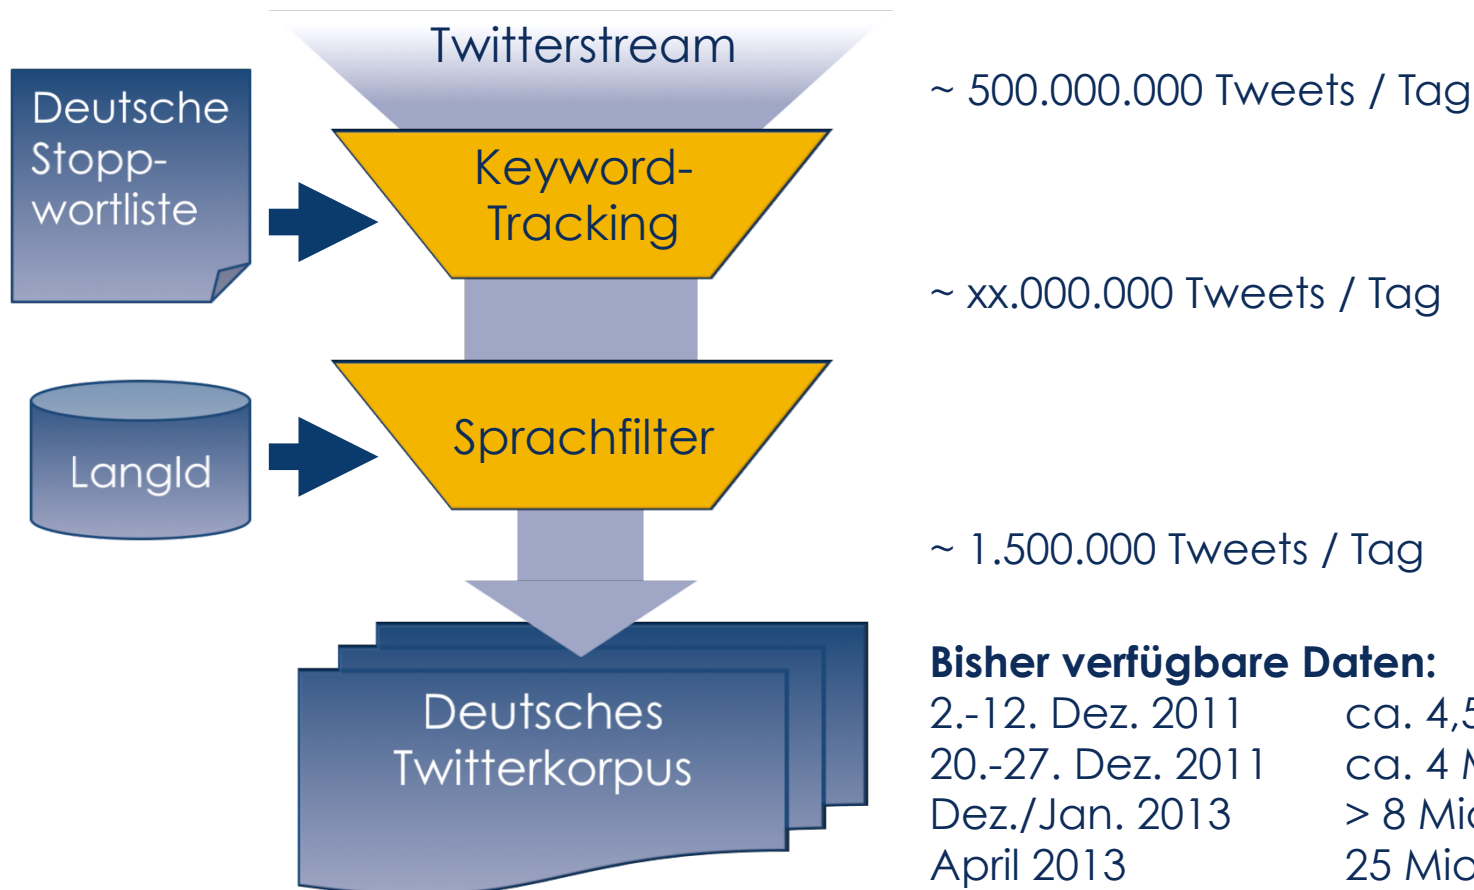 Twitterstream
~ 500.000.000 Tweets / Tag
Deutsche
Stopp-
wortliste
Keyword-
Tracking
~ xx.000.000 Tweets / Tag
LangId
Sprachfilter
~ 1.500.000 Tweets / Tag
Deutsches
Twitterkorpus
Bisher verfügbare Daten:
2.-12. Dez. 2011 ca. 4,5
20.-27. Dez. 2011 ca. 4
Dez./Jan. 2013 > 8
April 2013 25